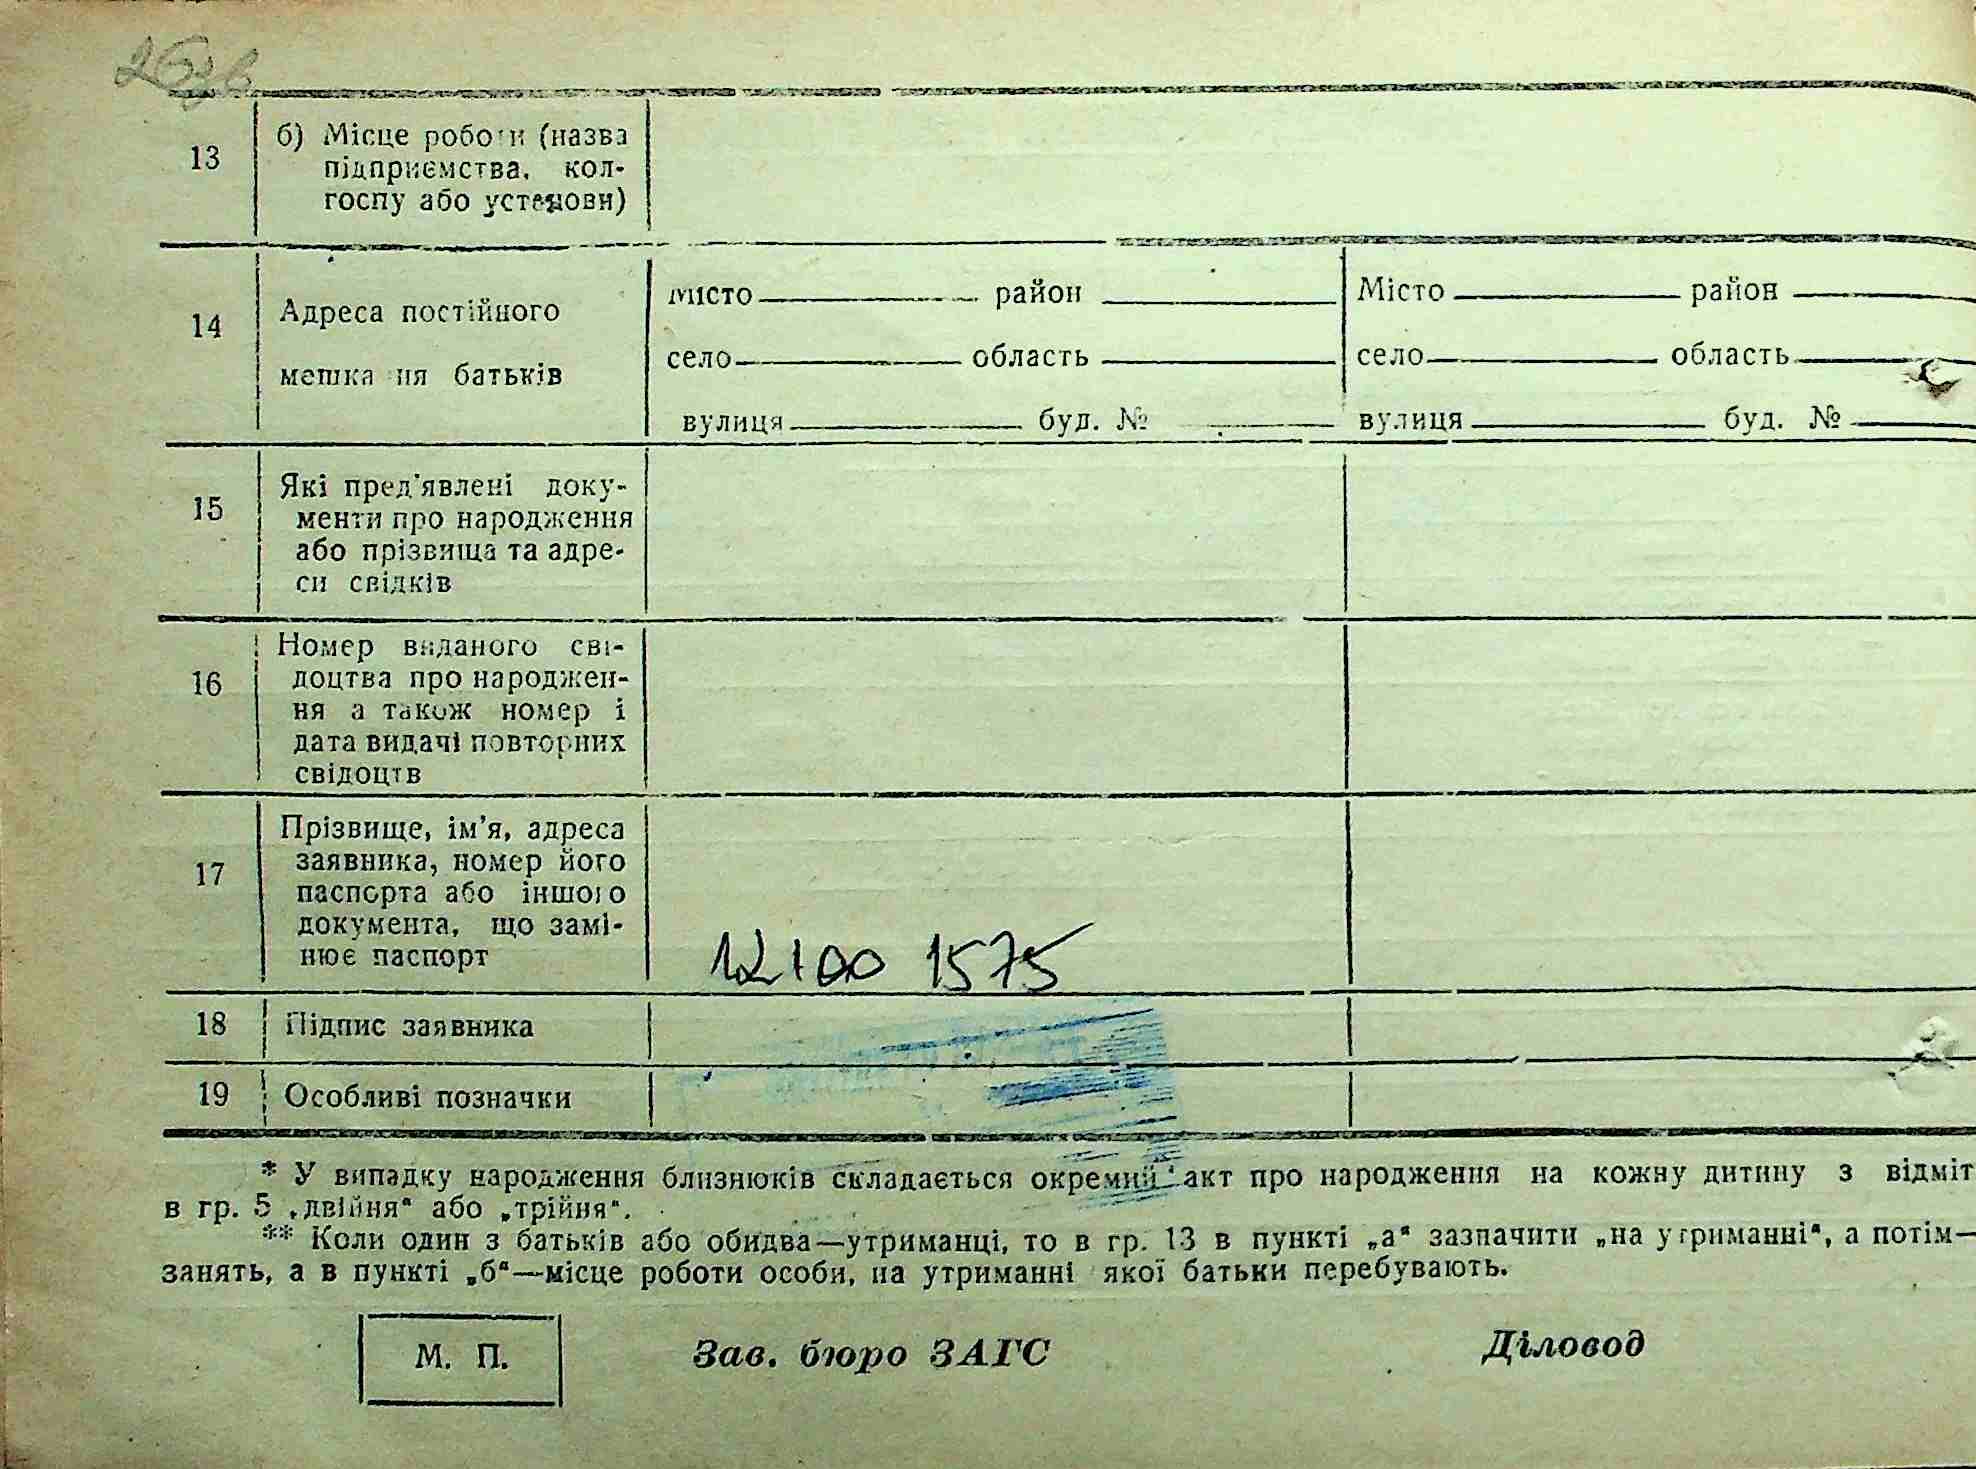 13
б) Місце роботи (назва
підприємства, кол-
госпу або установи)
14
Адреса постійного
мешкання батьків
місто район
село область
вулиця буд. №
Місто район
село область
вулиця буд. №
15
Які пред'явлені доку-
менти про народження
або прізвища та адре-
си свідків
16
Номер виданого сві-
доцтва про народжен-
ня а також номер і
дата видачі повторних
свідоцтв
17
Прізвище, ім'я, адреса
заявника, номер його
паспорта або іншого
документа, що замі-
нює паспорт
12100 1575
18
Підпис заявника
19
Особливі позначки
* У випадку народження близнюків складається окремий акт про народження на кожну дитину з відміт
в гр. 5 „двійня“ або „трійня“.
** Коли один з батьків або обидва—утриманці, то в гр. 13 в пункті „а“ зазначити „на утриманні“, а потім—
занять, а в пункті „б“—місце роботи особи, на утриманні якої батьки перебувають.
М. П.
Зав. бюро ЗАГС
Діловод